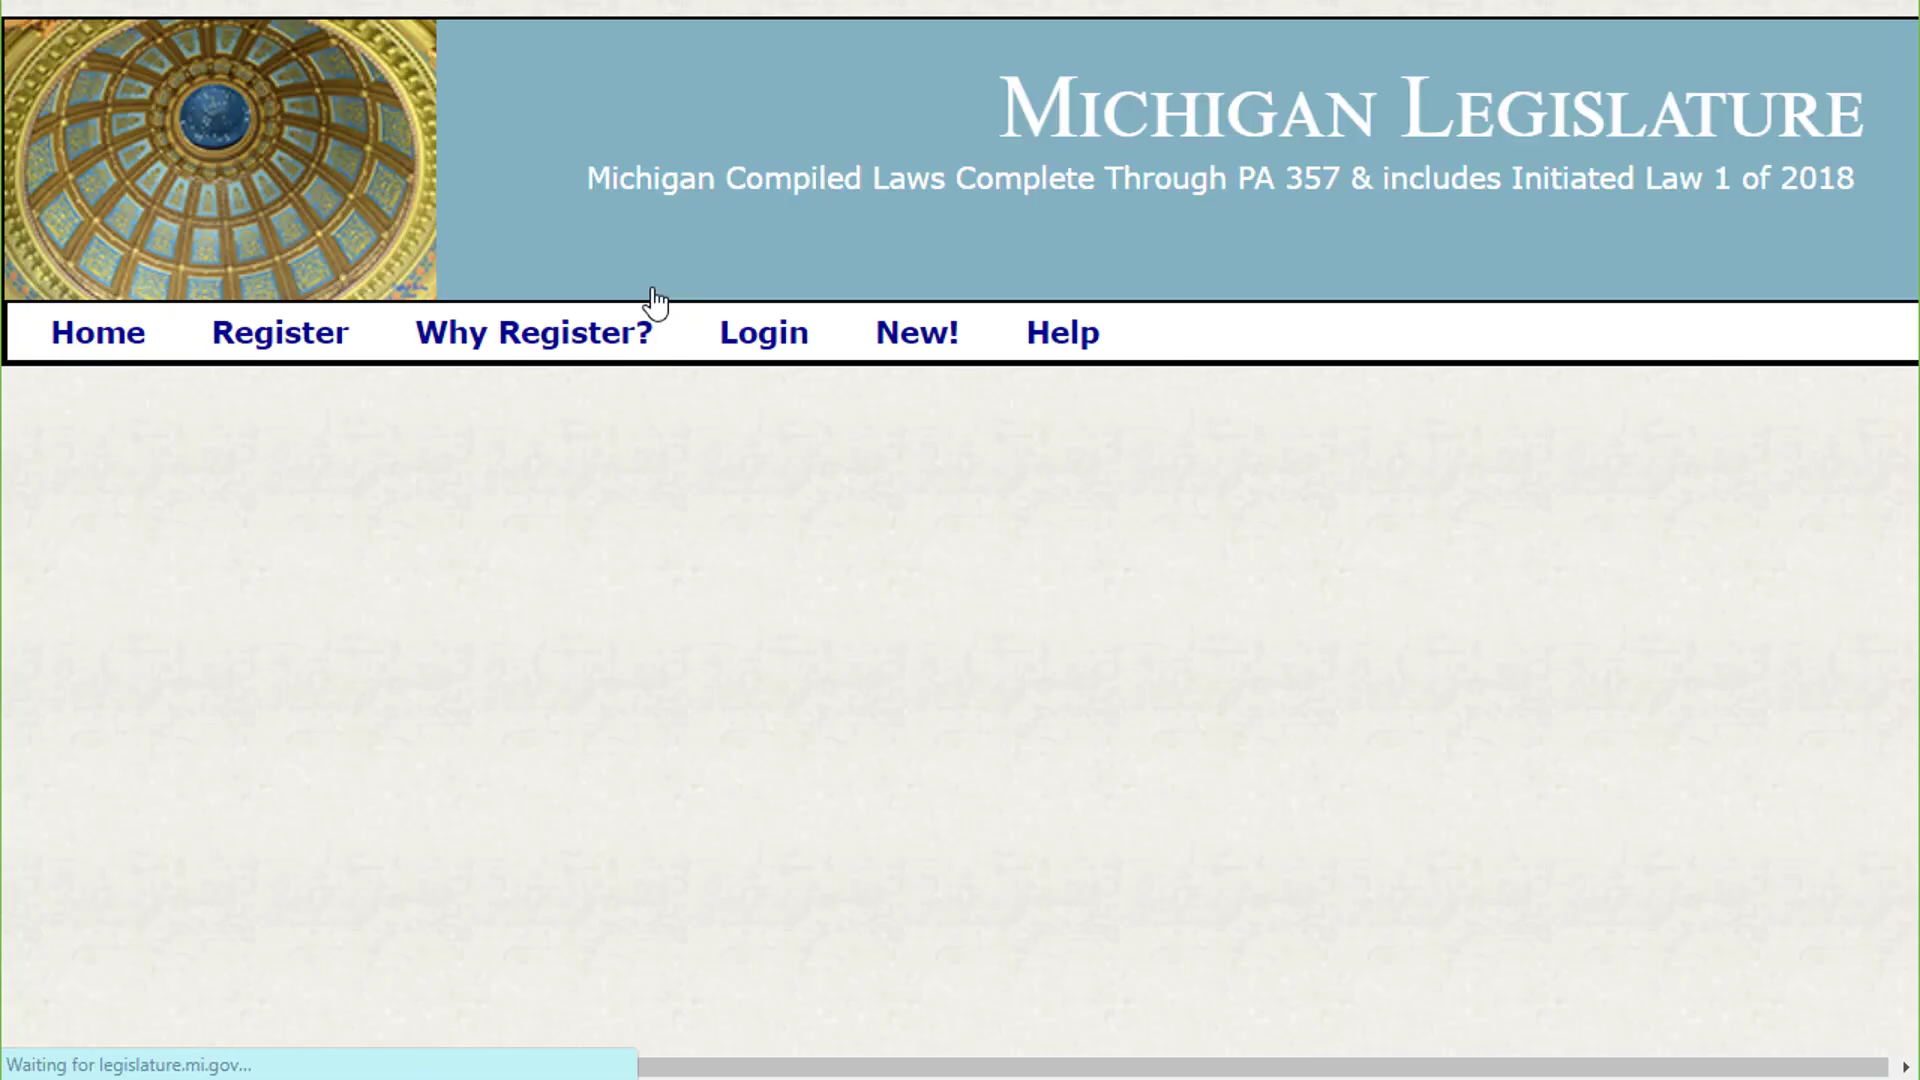 MICHIGAN LEGISLATURE
Michigan Compiled Laws Complete Through PA 357 & includes Initiated Law 1 of 2018
Home Register Why Register? Login New! Help
Waiting for legislature.mi.gov...